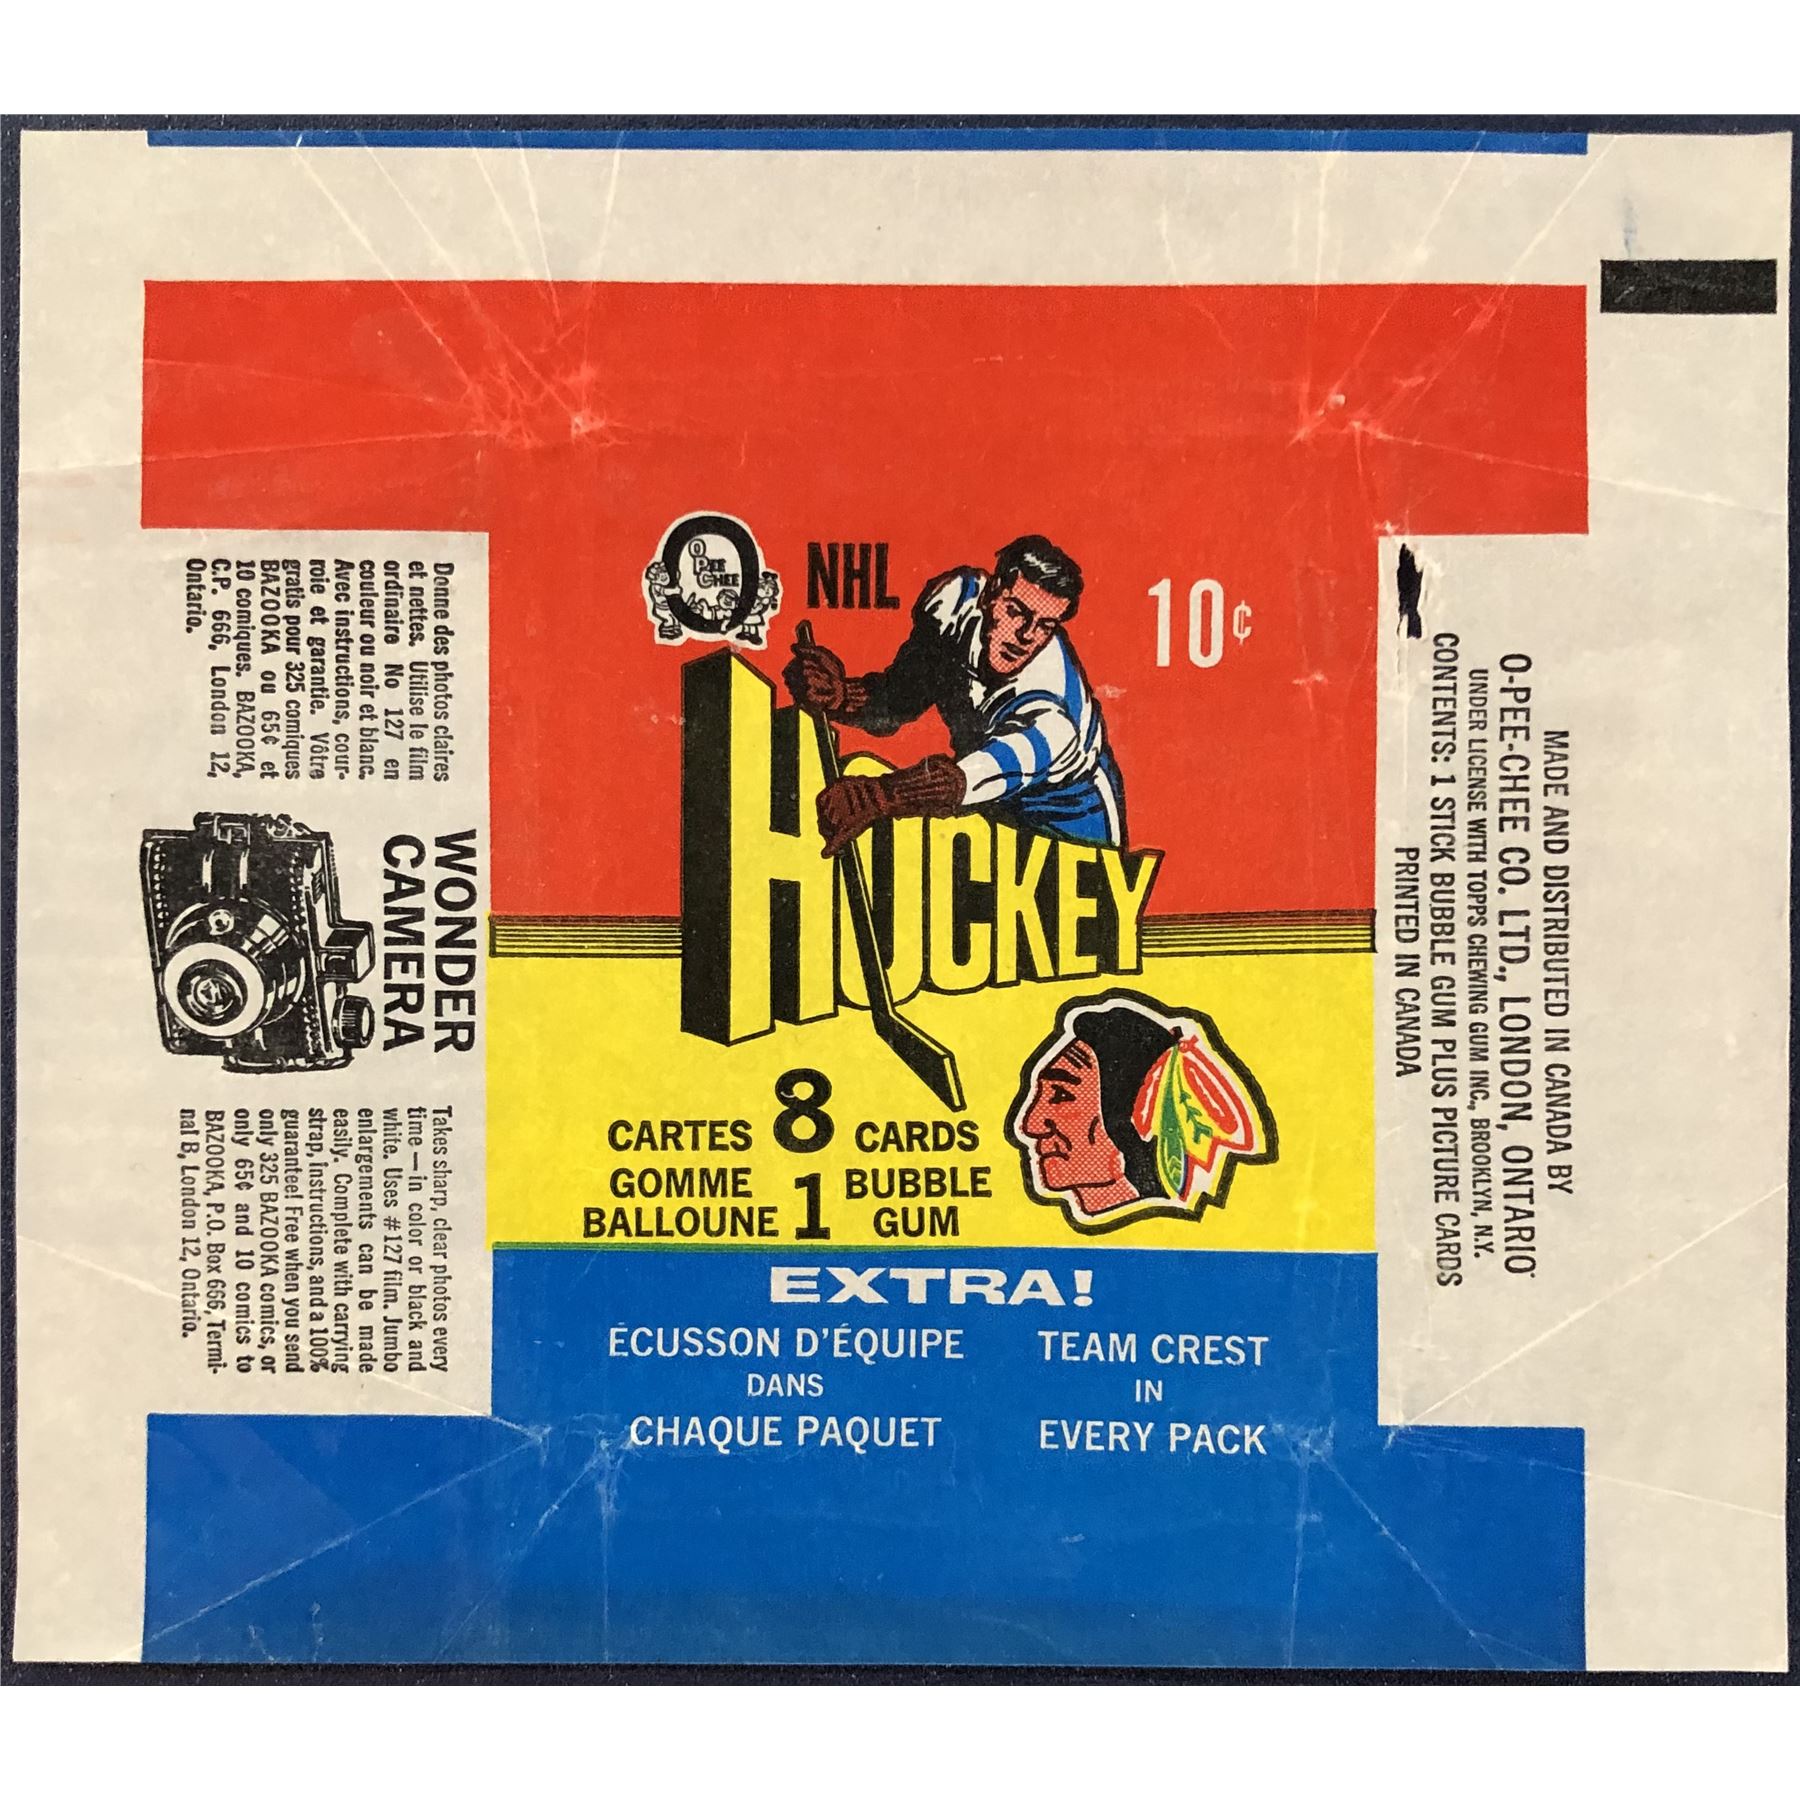 O
PEE
CHEE
NHL
10¢
HOCKEY
CARTES 8 CARDS
GOMME BALLOUNE 1 BUBBLE GUM
EXTRA!
ÉCUSSON D'ÉQUIPE
DANS
CHAQUE PAQUET
TEAM CREST
IN
EVERY PACK
Donne des photos claires
et nettes. Utilise le film
ordinaire No 127 en
couleur ou noir et blanc.
Avec instructions, cour-
roie et garantie. Vôtre
gratis pour 325 comiques
BAZOOKA ou 65¢ et
10 comiques. BAZOOKA,
C.P. 666, London 12,
Ontario.
WONDER
CAMERA
Takes sharp, clear photos every
time — in color or black and
white. Uses #127 film. Jumbo
enlargements can be made
easily. Complete with carrying
strap, instructions, and a 100%
guarantee! Free when you send
only 325 BAZOOKA comics, or
only 65¢ and 10 comics to
BAZOOKA, P.O. Box 666, Termi-
nal B, London 12, Ontario.
MADE AND DISTRIBUTED IN CANADA BY
O-PEE-CHEE CO. LTD., LONDON, ONTARIO
UNDER LICENSE WITH TOPPS CHEWING GUM INC., BROOKLYN, N.Y.
CONTENTS: 1 STICK BUBBLE GUM PLUS PICTURE CARDS
PRINTED IN CANADA